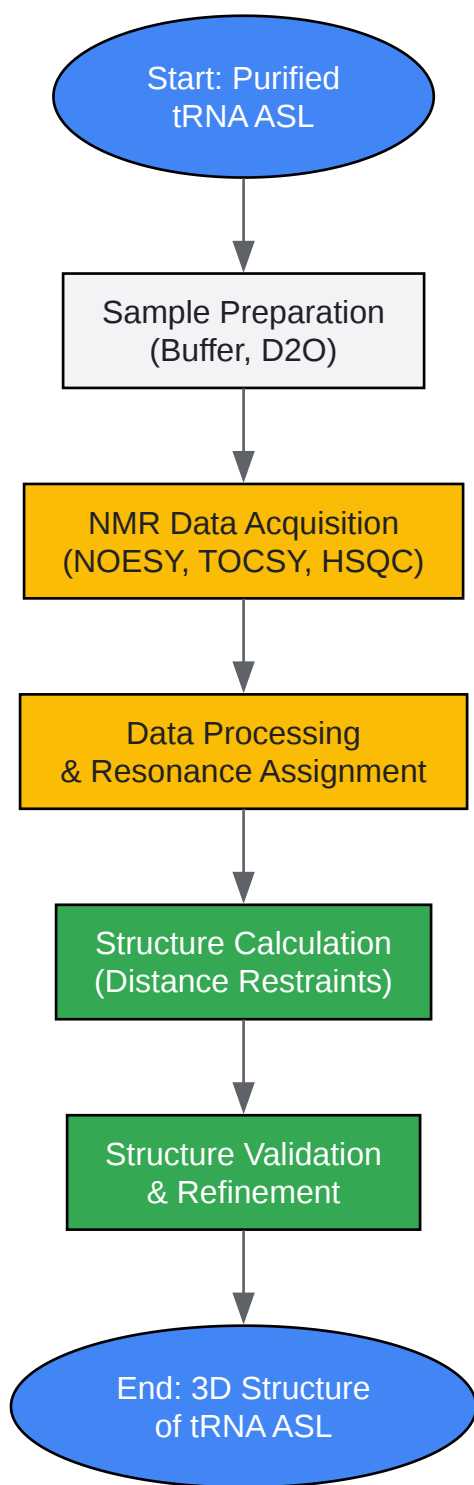 Start: Purified
tRNA ASL
Sample Preparation
(Buffer, D2O)
NMR Data Acquisition
(NOESY, TOCSY, HSQC)
Data Processing
& Resonance Assignment
Structure Calculation
(Distance Restraints)
Structure Validation
& Refinement
End: 3D Structure
of tRNA ASL